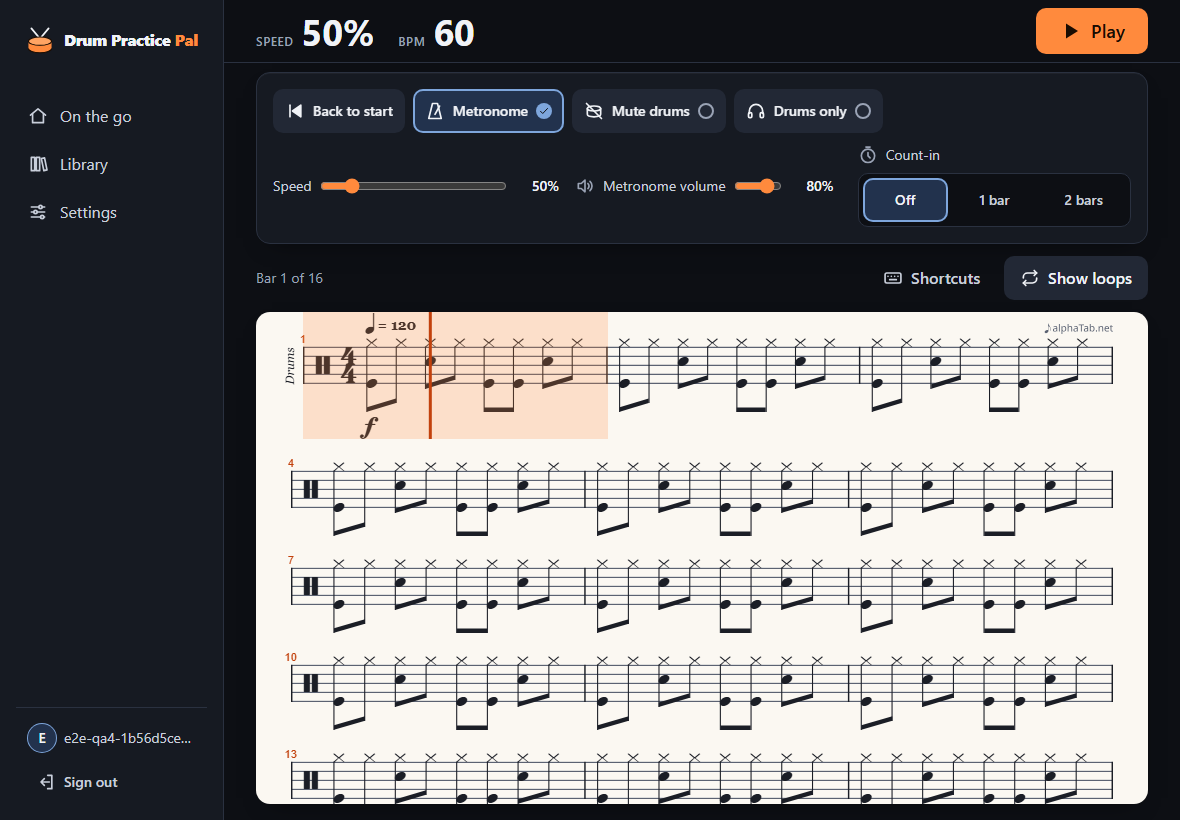 Drum Practice Pal
SPEED 50% BPM 60
Play
On the go
Library
Settings
Back to start
Metronome
Mute drums
Drums only
Count-in
Speed
50%
Metronome volume
80%
Off
1 bar
2 bars
Bar 1 of 16
Shortcuts
Show loops
= 120
alphaTab.net
1
Drums
4
4
f
4
7
10
13
E
e2e-qa4-1b56d5ce...
Sign out